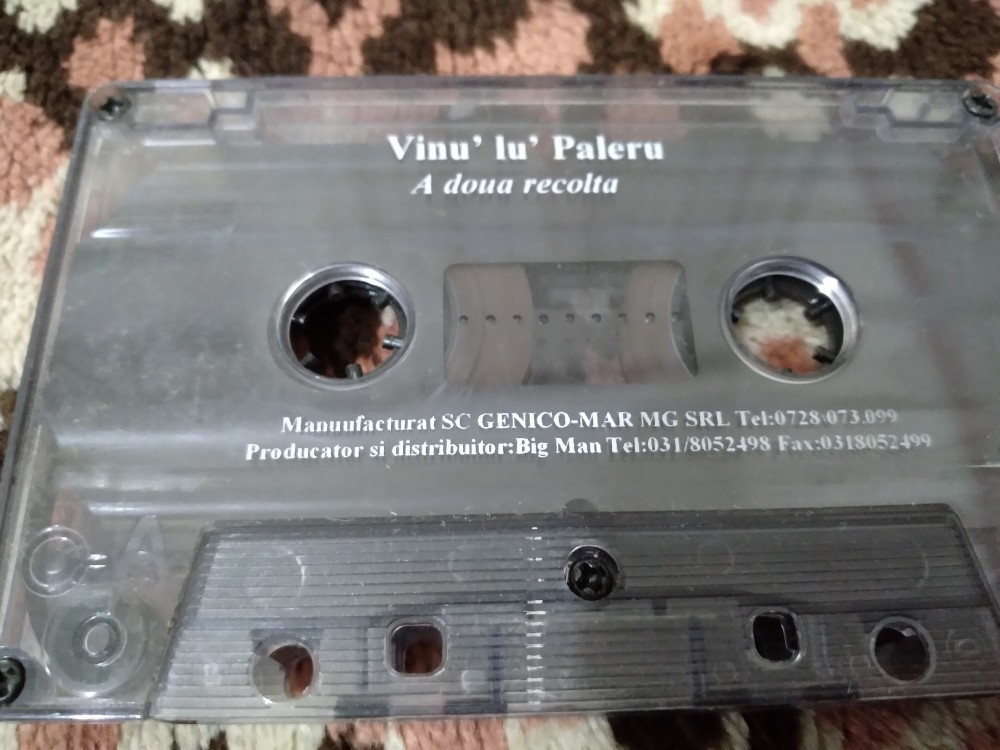 Vinu' lu' Paleru
A doua recolta
Manuufacturat SC GENICO-MAR MG SRL Tel:0728.073.099
Producator si distribuitor:Big Man Tel:031/8052498 Fax:0318052499
A